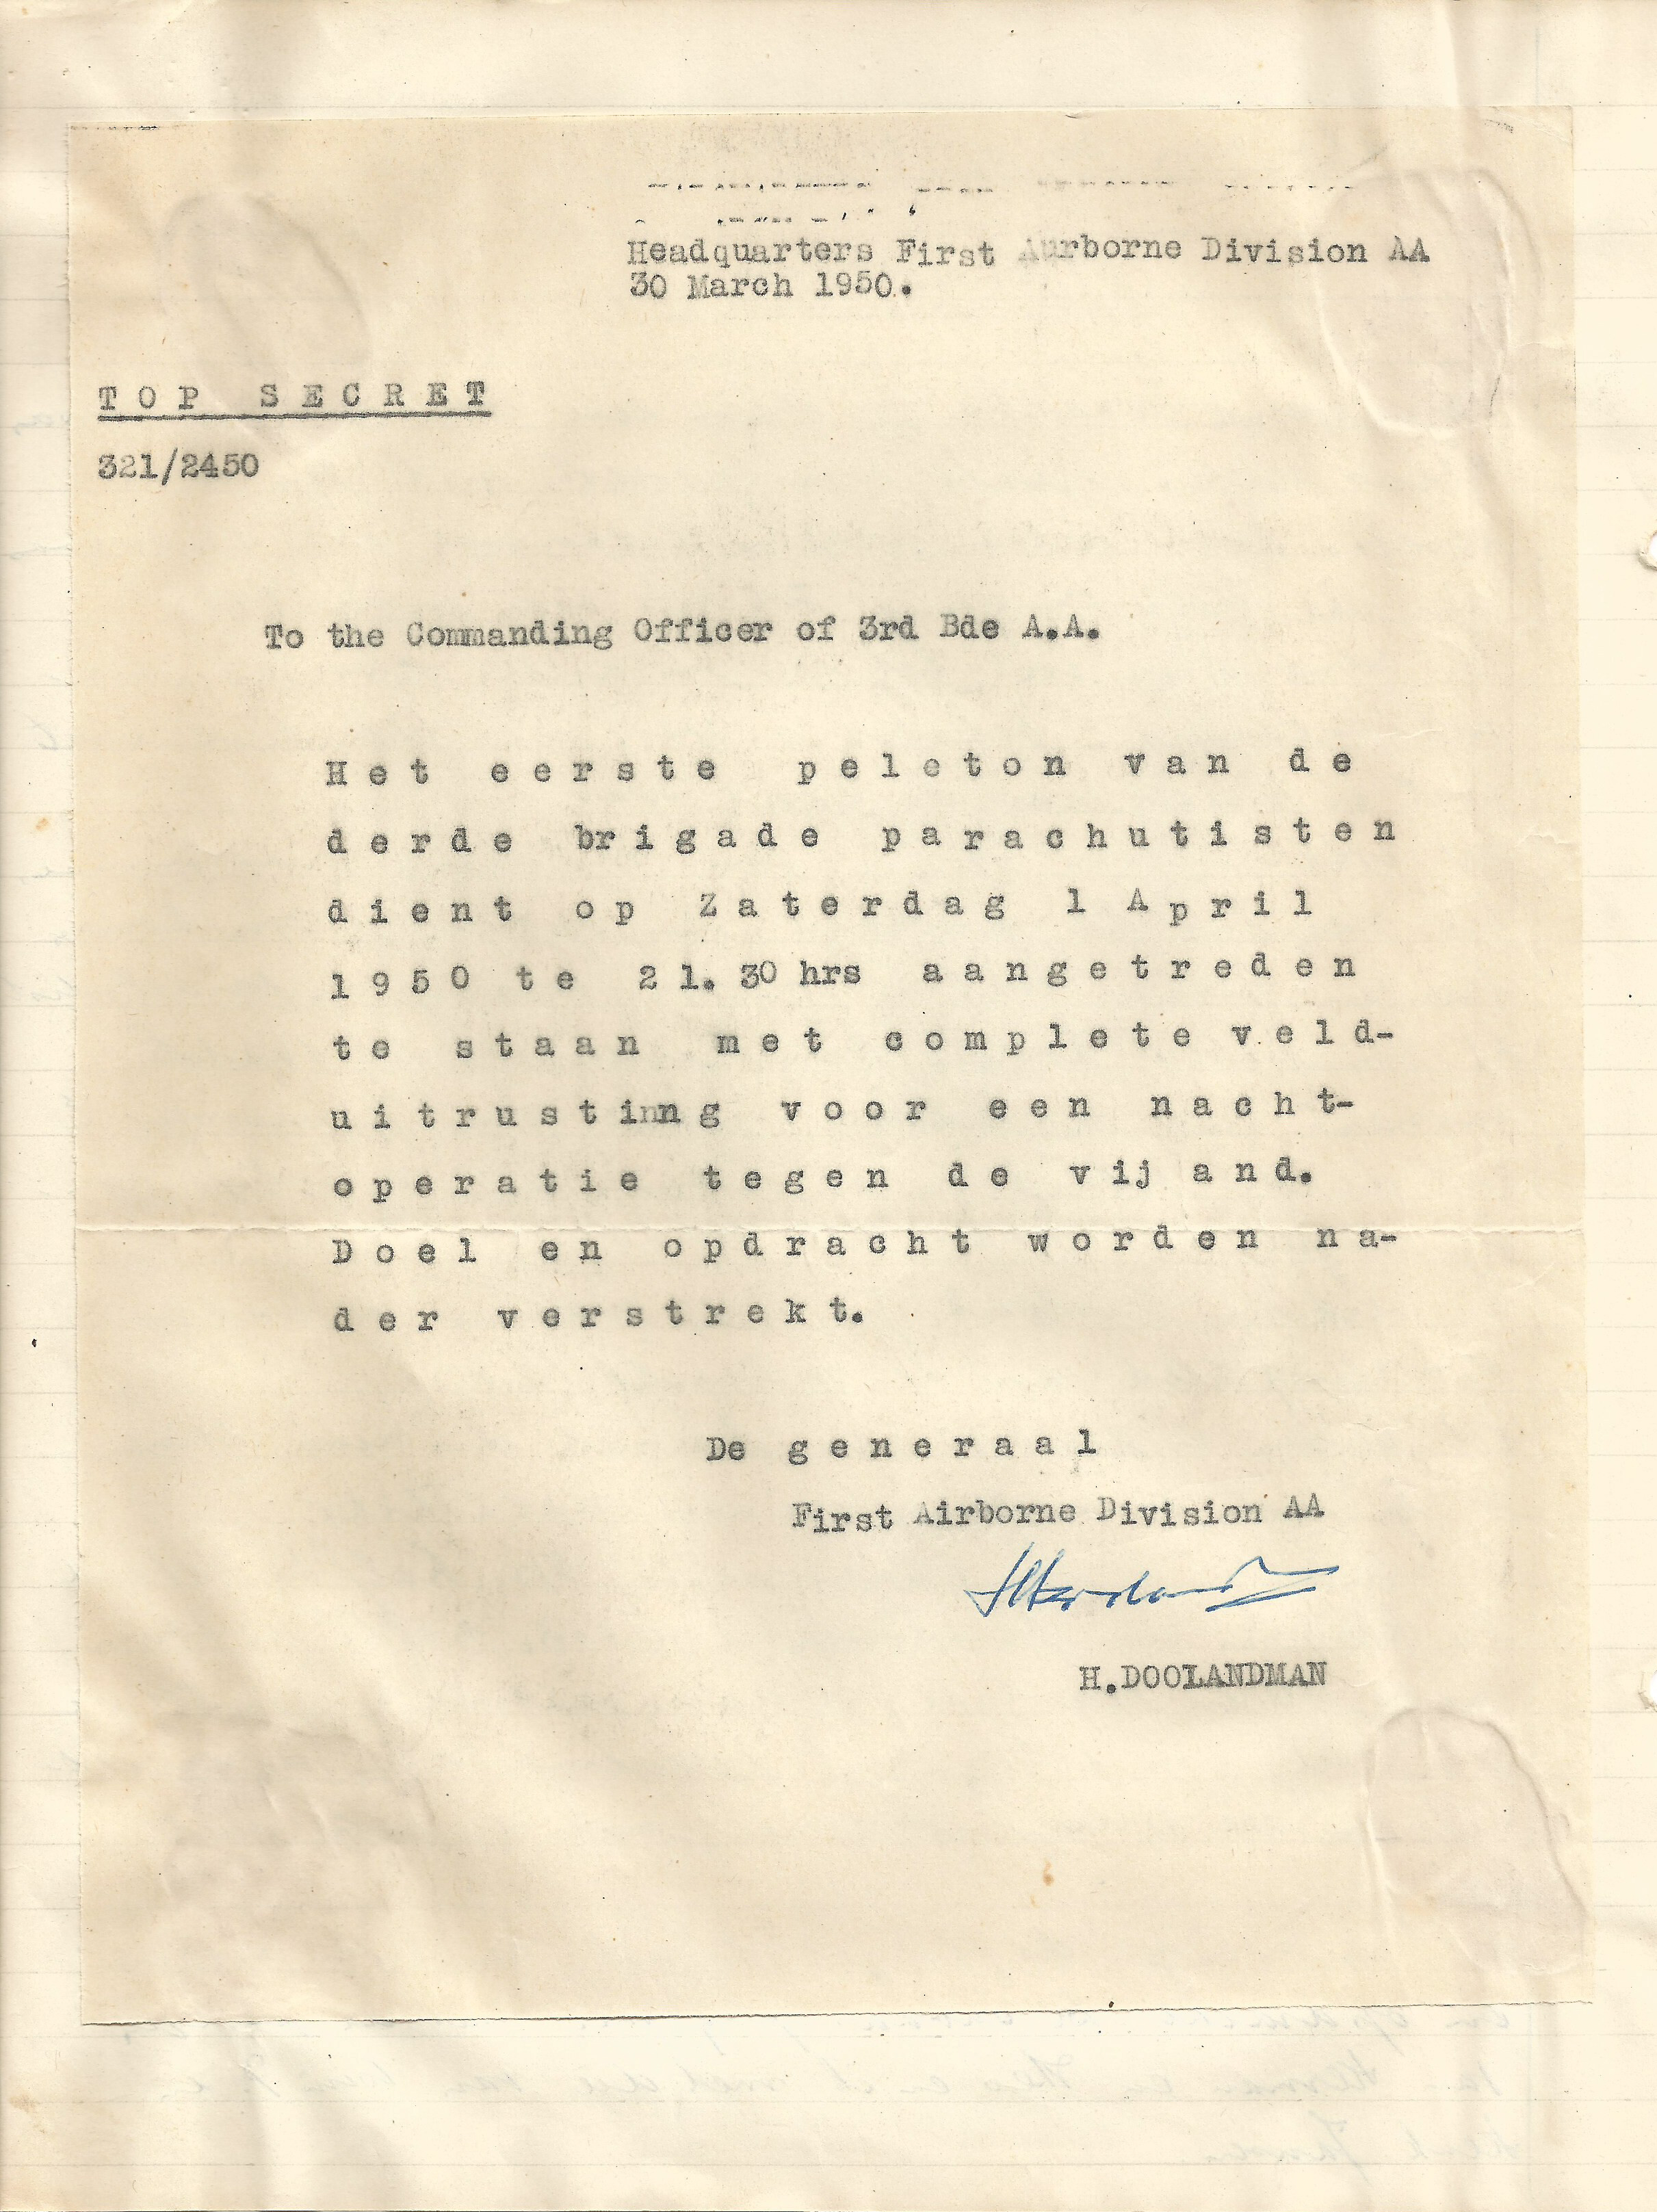 Headquarters First Aurborne Division AA
30 March 1950.
TOP SECRET
321/2450
To the Commanding Officer of 3rd Bde A.A.
Het eerste peleton van de
derde brigade parachutisten
dient op Zaterdag 1 April
1950 te 21.30 hrs aangetreden
te staan met complete veld-
uitrustinng voor een nacht-
operatie tegen de vijand.
Doel en opdracht worden na-
der verstrekt.
De generaal
First Airborne Division AA
H.DOOLANDMAN